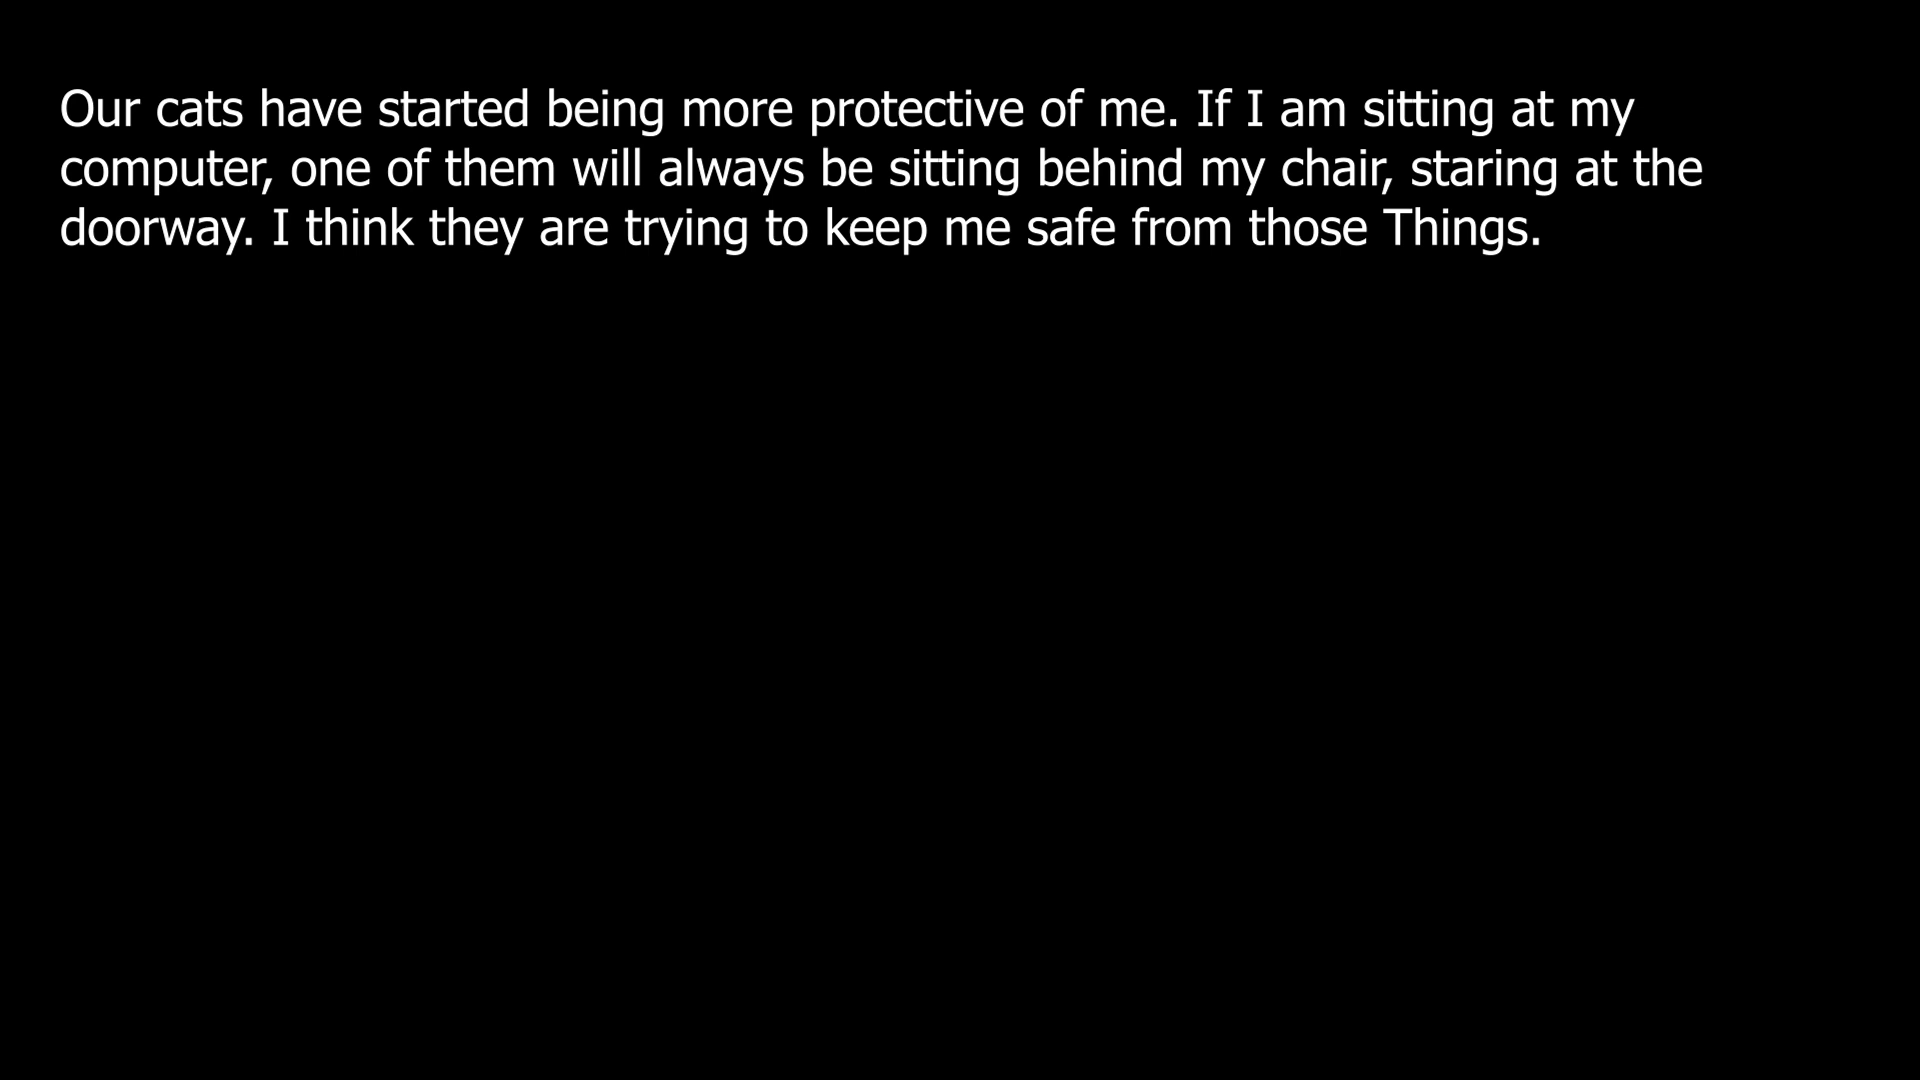 Our cats have started being more protective of me. If I am sitting at my
computer, one of them will always be sitting behind my chair, staring at the
doorway. I think they are trying to keep me safe from those Things.